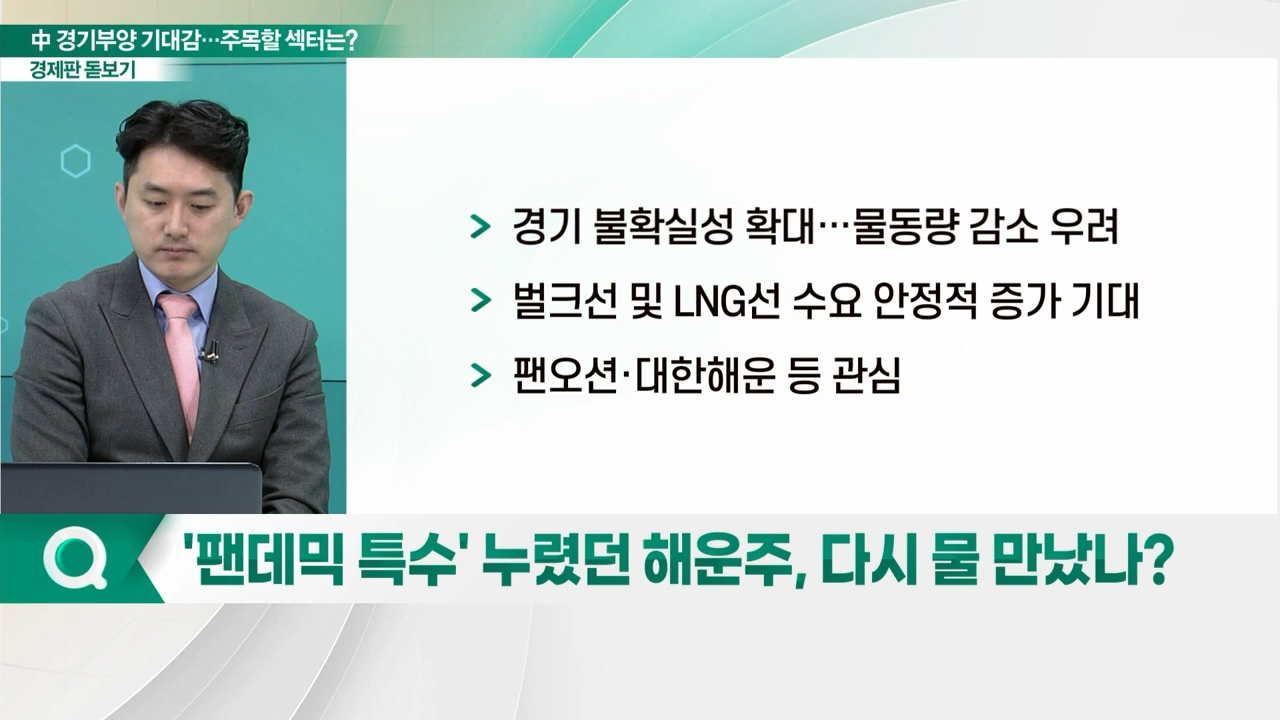 中 경기부양 기대감…주목할 섹터는?
경제판 돋보기
> 경기 불확실성 확대…물동량 감소 우려
> 벌크선 및 LNG선 수요 안정적 증가 기대
> 팬오션·대한해운 등 관심
Q '팬데믹 특수' 누렸던 해운주, 다시 물 만났나?